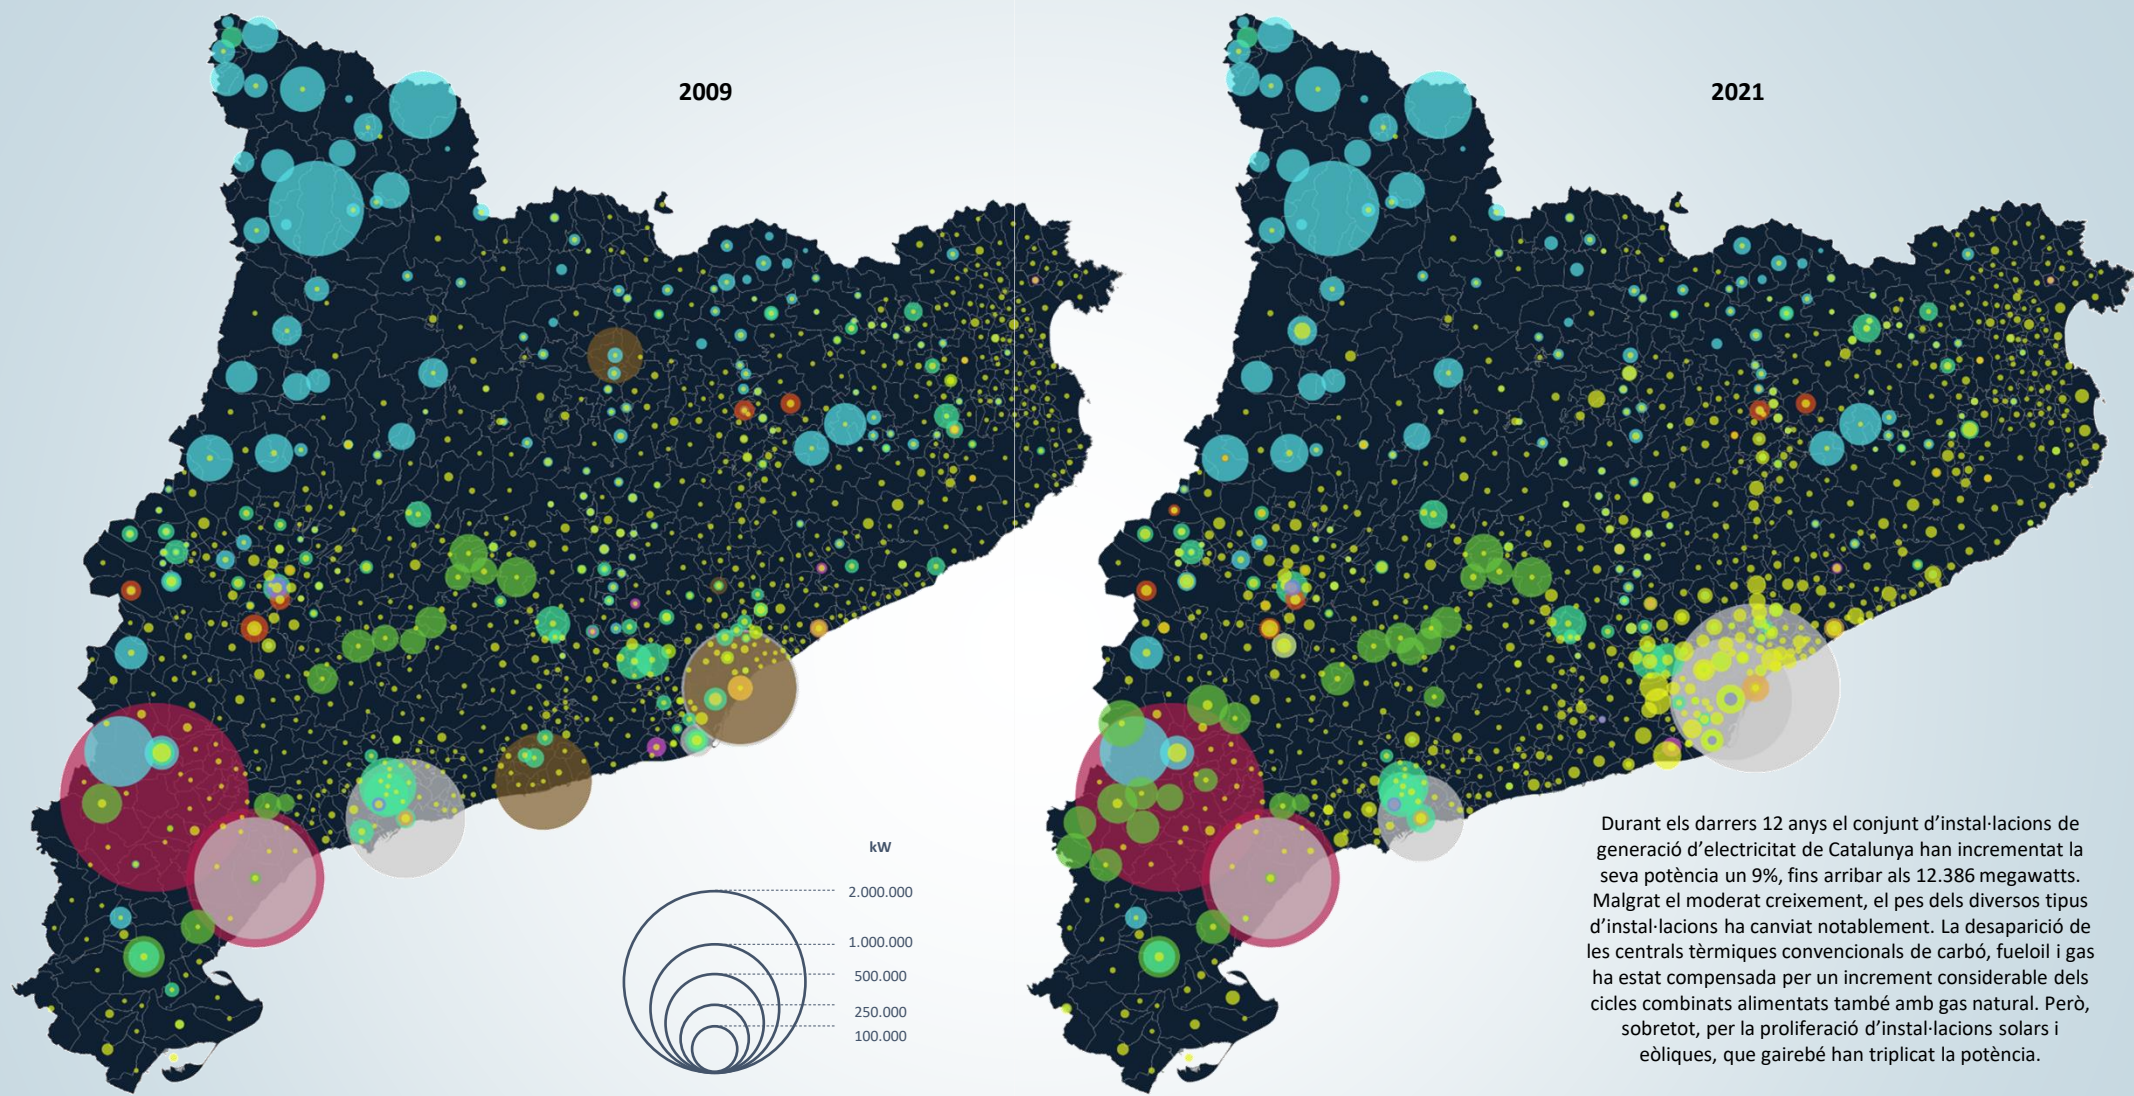 2009
2021
kW
2.000.000
1.000.000
500.000
250.000
100.000
Durant els darrers 12 anys el conjunt d'instal·lacions de
generació d'electricitat de Catalunya han incrementat la
seva potència un 9%, fins arribar als 12.386 megawatts.
Malgrat el moderat creixement, el pes dels diversos tipus
d'instal·lacions ha canviat notablement. La desaparició de
les centrals tèrmiques convencionals de carbó, fueloil i gas
ha estat compensada per un increment considerable dels
cicles combinats alimentats també amb gas natural. Però,
sobretot, per la proliferació d'instal·lacions solars i
eòliques, que gairebé han triplicat la potència.